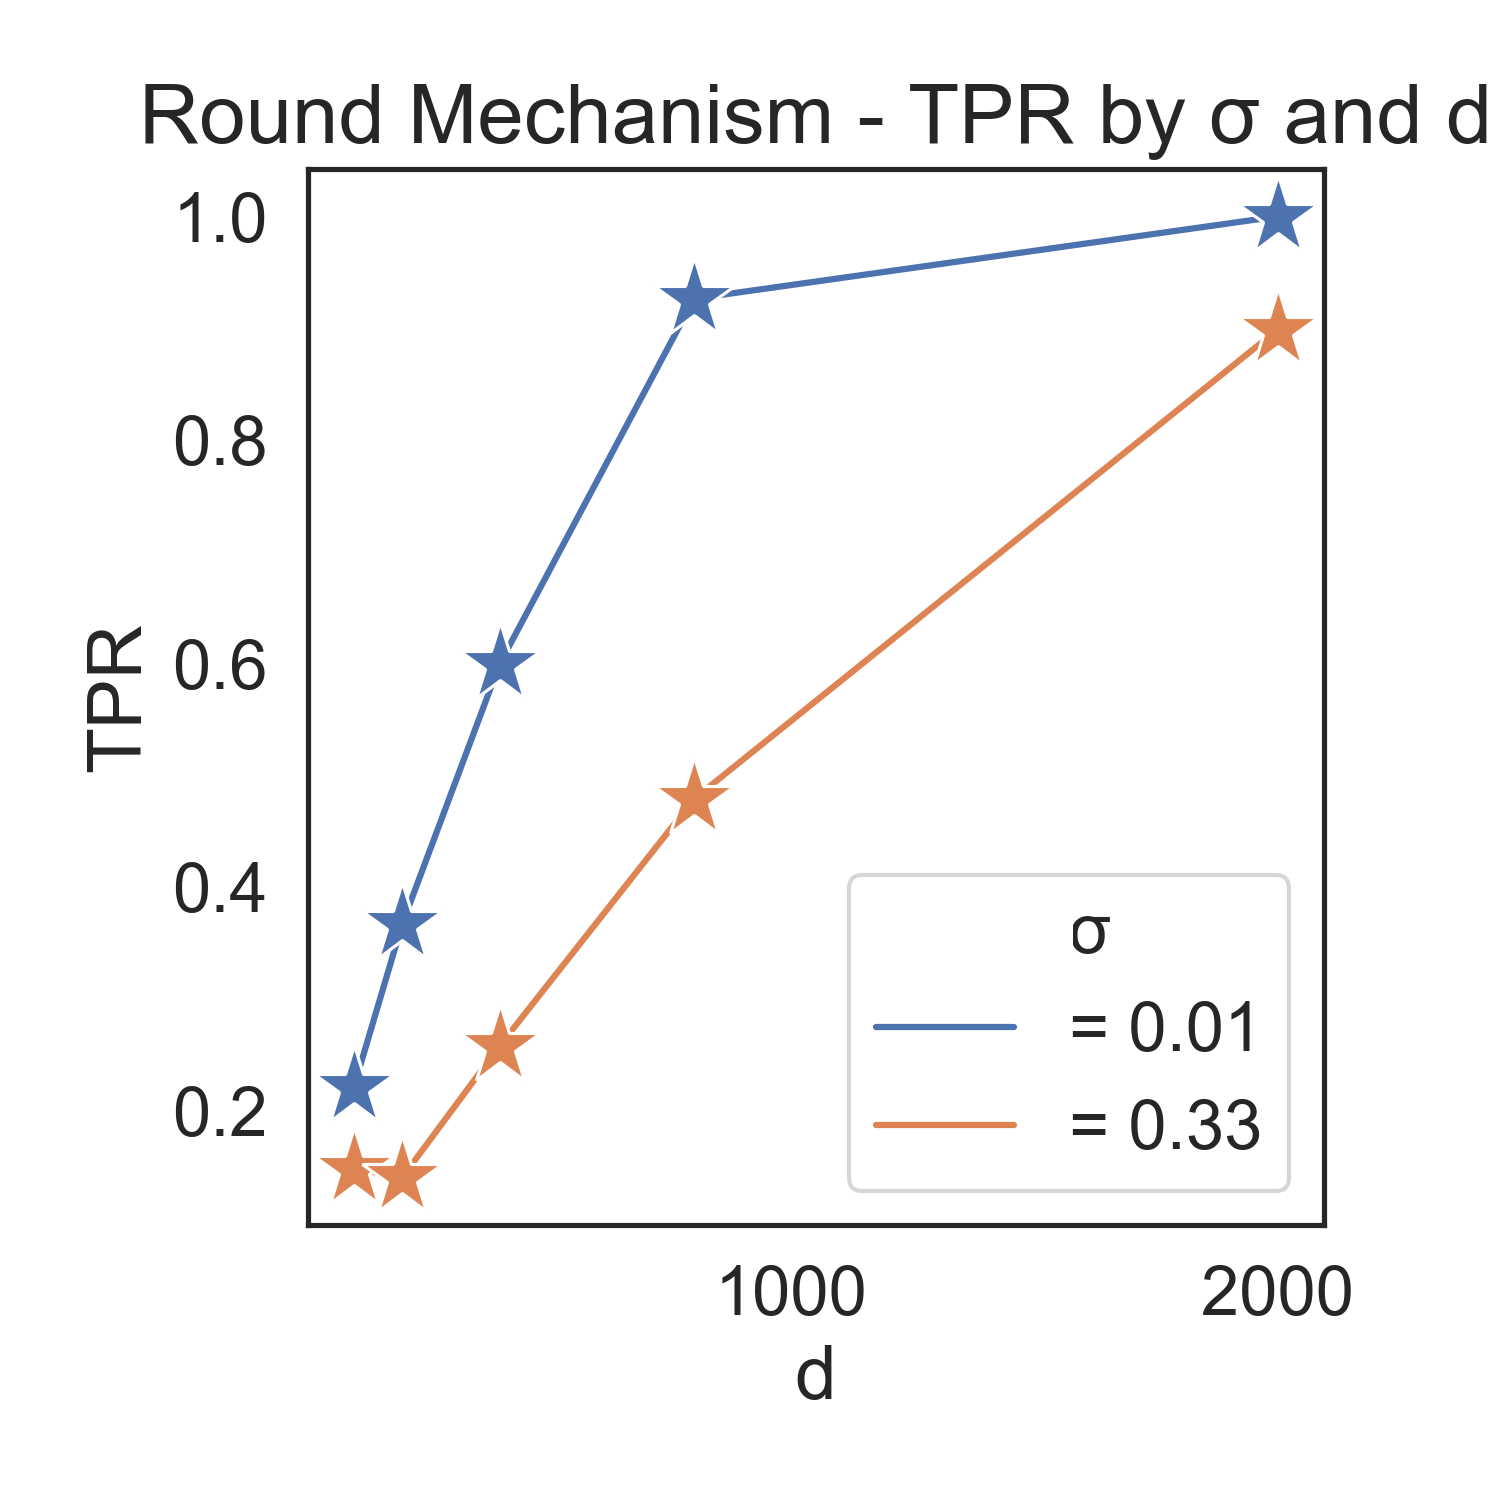 Round Mechanism - TPR by σ and d
1.0
0.8
0.6
0.4
0.2
TPR
1000
2000
d
σ
= 0.01
= 0.33